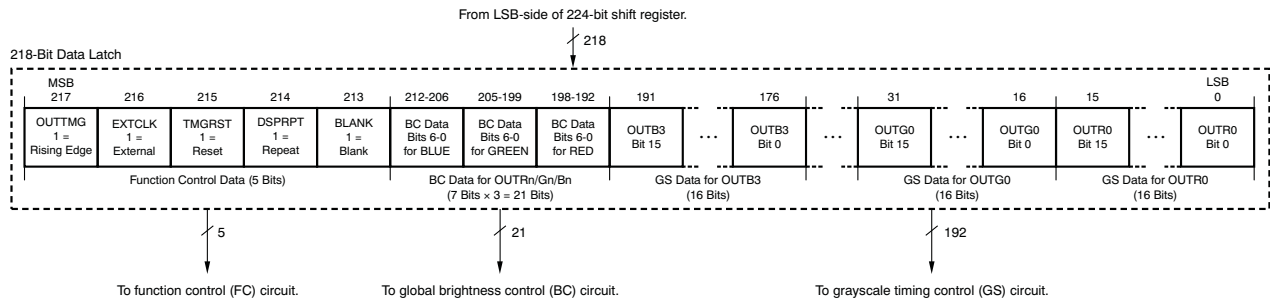 From LSB-side of 224-bit shift register.
218
218-Bit Data Latch
MSB LSB
217 216 215 214 213 212-206 205-199 198-192 191 176 31 16 15 0
OUTTMG EXTCLK TMGRST DSPRPT BLANK BC Data BC Data BC Data OUTB3 OUTB3 OUTG0 OUTG0 OUTR0 OUTR0
1 = 1 = 1 = 1 = 1 = Bits 6-0 Bits 6-0 Bits 6-0 Bit 15 ... Bit 0 ... Bit 15 ... Bit 0 Bit 15 ... Bit 0
Rising Edge External Reset Repeat Blank for BLUE for GREEN for RED
Function Control Data (5 Bits) BC Data for OUTRn/Gn/Bn GS Data for OUTB3 GS Data for OUTG0 GS Data for OUTR0
(7 Bits × 3 = 21 Bits) (16 Bits) (16 Bits) (16 Bits)
5 21 192
To function control (FC) circuit. To global brightness control (BC) circuit. To grayscale timing control (GS) circuit.